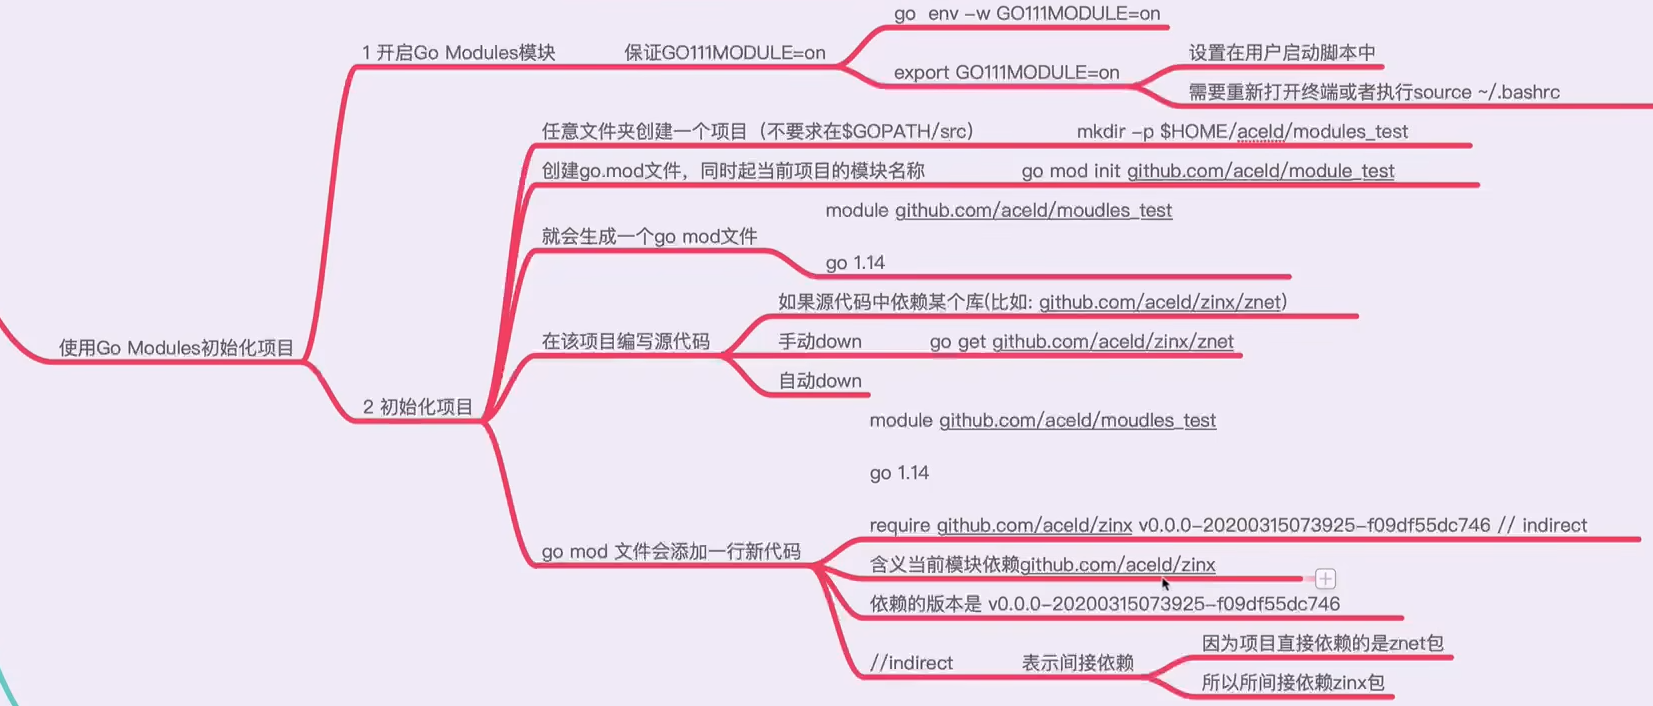 使用Go Modules初始化项目
1 开启Go Modules模块
保证GO111MODULE=on
go  env -w GO111MODULE=on
export GO111MODULE=on
设置在用户启动脚本中
需要重新打开终端或者执行source ~/.bashrc
2 初始化项目
任意文件夹创建一个项目（不要求在$GOPATH/src）
mkdir -p $HOME/aceld/modules_test
创建go.mod文件，同时起当前项目的模块名称
go mod init github.com/aceld/module_test
就会生成一个go mod文件
module github.com/aceld/moudles_test
go 1.14
在该项目编写源代码
如果源代码中依赖某个库(比如: github.com/aceld/zinx/znet)
手动down
go get github.com/aceld/zinx/znet
自动down
go mod 文件会添加一行新代码
module github.com/aceld/moudles_test
go 1.14
require github.com/aceld/zinx v0.0.0-20200315073925-f09df55dc746 // indirect
含义当前模块依赖github.com/aceld/zinx
依赖的版本是 v0.0.0-20200315073925-f09df55dc746
//indirect
表示间接依赖
因为项目直接依赖的是znet包
所以所间接依赖zinx包